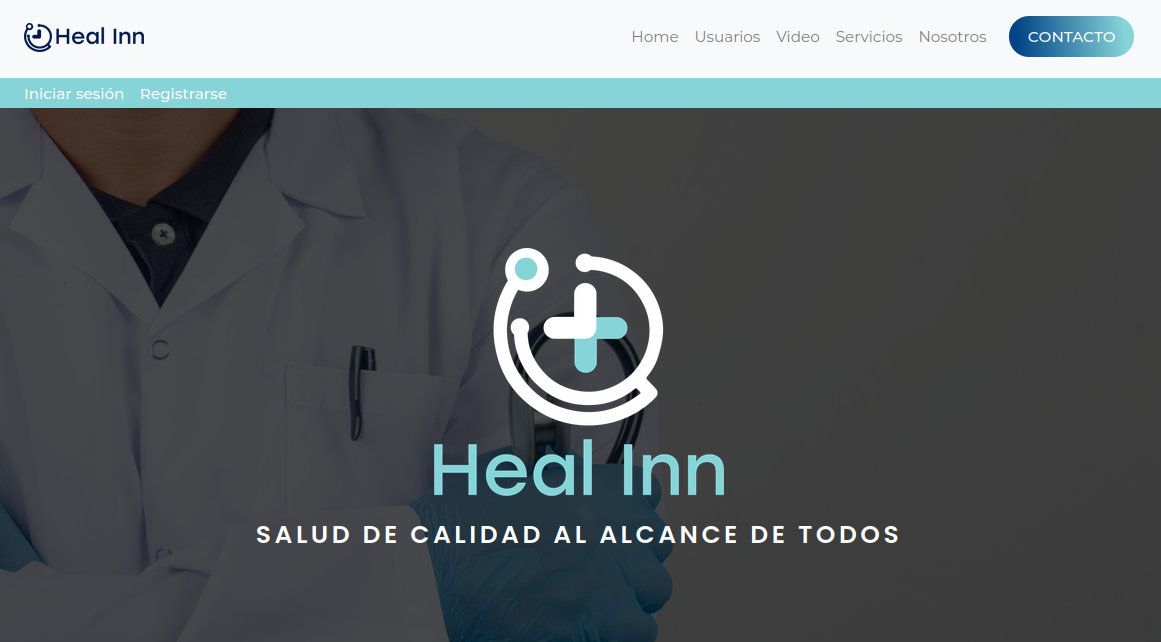 Heal Inn
Home Usuarios Video Servicios Nosotros CONTACTO
Iniciar sesión Registrarse
Heal Inn
SALUD DE CALIDAD AL ALCANCE DE TODOS